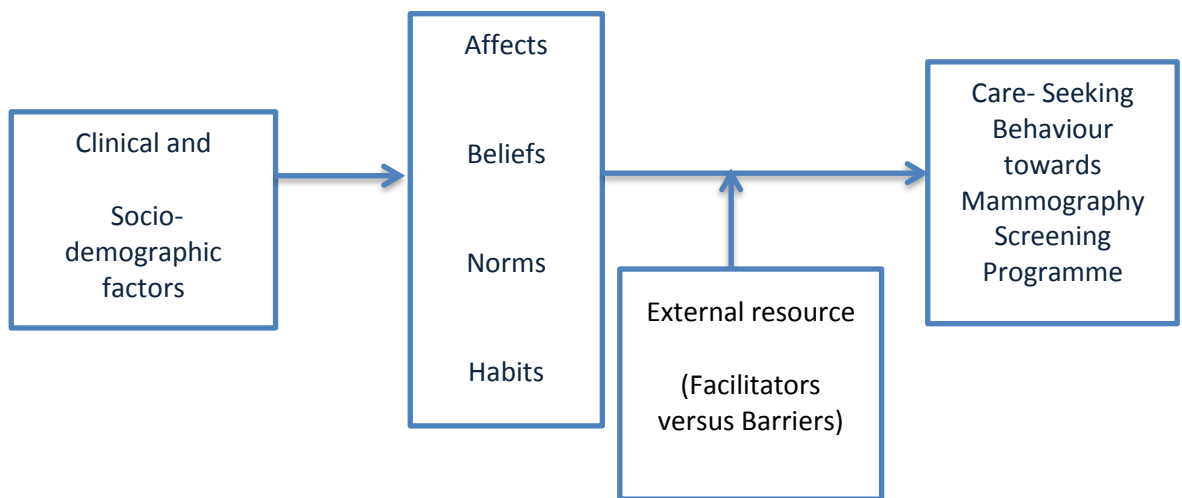 Clinical and
Socio-
demographic
factors
Affects
Beliefs
Norms
Habits
External resource
(Facilitators
versus Barriers)
Care- Seeking
Behaviour
towards
Mammography
Screening
Programme